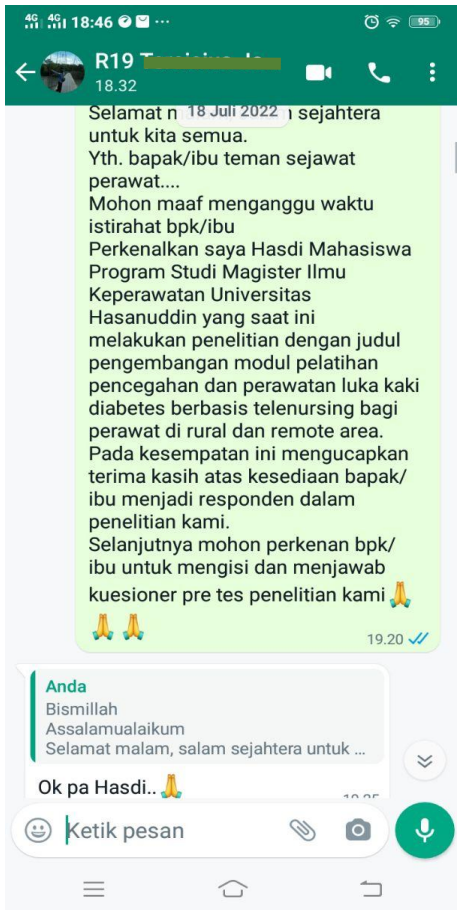 4G 4G 18:46 95
R19
18.32
18 Juli 2022
Selamat sejahtera
untuk kita semua.
Yth. bapak/ibu teman sejawat
perawat....
Mohon maaf menganggu waktu
istirahat bpk/ibu
Perkenalkan saya Hasdi Mahasiswa
Program Studi Magister Ilmu
Keperawatan Universitas
Hasanuddin yang saat ini
melakukan penelitian dengan judul
pengembangan modul pelatihan
pencegahan dan perawatan luka kaki
diabetes berbasis telenursing bagi
perawat di rural dan remote area.
Pada kesempatan ini mengucapkan
terima kasih atas kesediaan bapak/
ibu menjadi responden dalam
penelitian kami.
Selanjutnya mohon perkenan bpk/
ibu untuk mengisi dan menjawab
kuesioner pre tes penelitian kami🙏
🙏🙏
19.20
Anda
Bismillah
Assalamualaikum
Selamat malam, salam sejahtera untuk ...
Ok pa Hasdi..🙏
Ketik pesan